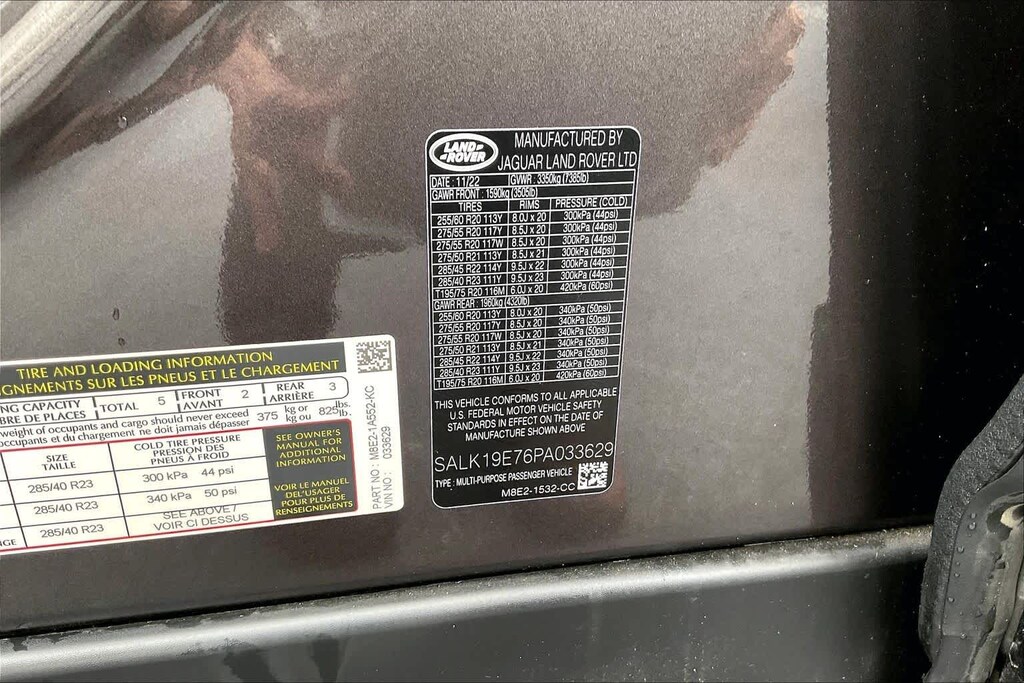 LAND-
-ROVER
MANUFACTURED BY
JAGUAR LAND ROVER LTD
DATE : 11/22 GVWR : 3350kg (7385lb)
GAWR FRONT : 1590kg (3505lb)
TIRES RIMS PRESSURE (COLD)
255/60 R20 113Y 8.0J x 20 300kPa (44psi)
275/55 R20 117Y 8.5J x 20 300kPa (44psi)
275/55 R20 117W 8.5J x 20 300kPa (44psi)
275/50 R21 113Y 8.5J x 21 300kPa (44psi)
285/45 R22 114Y 9.5J x 22 300kPa (44psi)
285/40 R23 111Y 9.5J x 23 300kPa (44psi)
T195/75 R20 116M 6.0J x 20 420kPa (60psi)
GAWR REAR : 1960kg (4320lb)
255/60 R20 113Y 8.0J x 20 340kPa (50psi)
275/55 R20 117Y 8.5J x 20 340kPa (50psi)
275/55 R20 117W 8.5J x 20 340kPa (50psi)
275/50 R21 113Y 8.5J x 21 340kPa (50psi)
285/45 R22 114Y 9.5J x 22 340kPa (50psi)
285/40 R23 111Y 9.5J x 23 340kPa (50psi)
T195/75 R20 116M 6.0J x 20 420kPa (60psi)
THIS VEHICLE CONFORMS TO ALL APPLICABLE
U.S. FEDERAL MOTOR VEHICLE SAFETY
STANDARDS IN EFFECT ON THE DATE OF
MANUFACTURE SHOWN ABOVE
SALK19E76PA033629
TYPE : MULTI-PURPOSE PASSENGER VEHICLE
M8E2-1532-CC
TIRE AND LOADING INFORMATION
GNEMENTS SUR LES PNEUS ET LE CHARGEMENT
NG CAPACITY TOTAL 5 FRONT 2 REAR 3
BRE DE PLACES AVANT ARRIÈRE
weight of occupants and cargo should never exceed 375 kg or 825 lbs.
occupants et du chargement ne doit jamais dépasser kg ou lb.
SIZE COLD TIRE PRESSURE
TAILLE PRESSION DES
PNEUS À FROID
285/40 R23 300 kPa 44 psi
285/40 R23 340 kPa 50 psi
NGE 285/40 R23 SEE ABOVE /
VOIR CI DESSUS
SEE OWNER'S
MANUAL FOR
ADDITIONAL
INFORMATION
VOIR LE MANUEL
DEL'USAGER
POUR PLUS DE
RENSEIGNEMENTS
PART NO : M8E2-1A552-KC
VIN NO : 033629